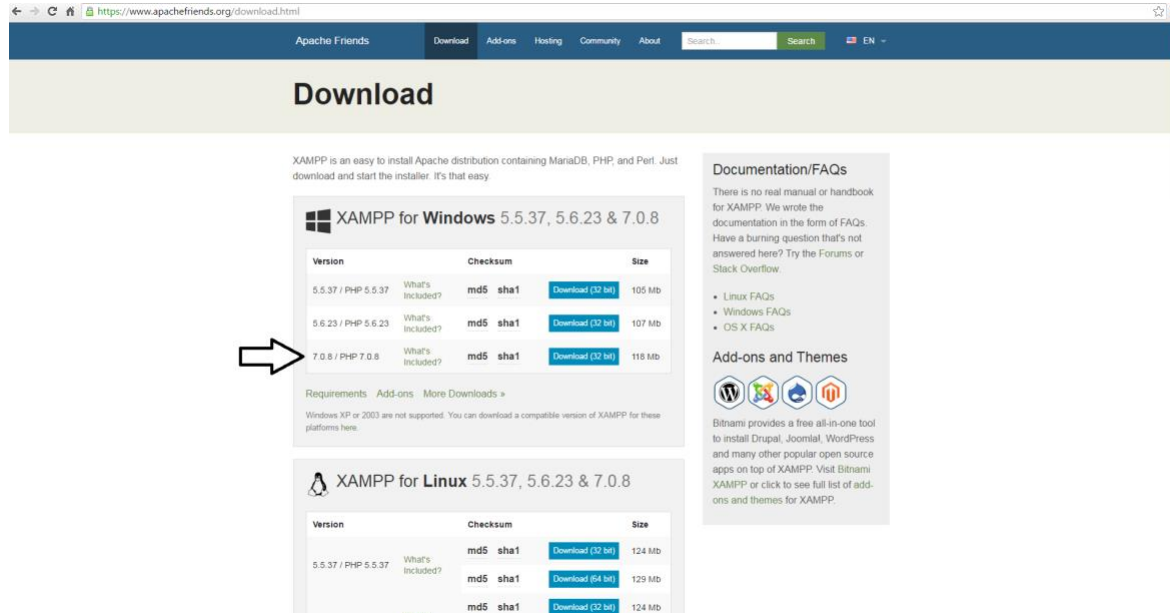 https://www.apachefriends.org/download.html
Apache Friends Download Add-ons Hosting Community About Search... Search EN
Download
XAMPP is an easy to install Apache distribution containing MariaDB, PHP, and Perl. Just
download and start the installer. It's that easy.
XAMPP for Windows 5.5.37, 5.6.23 & 7.0.8
Version Checksum Size
5.5.37 / PHP 5.5.37 What's Included? md5 sha1 Download (32 bit) 105 Mb
5.6.23 / PHP 5.6.23 What's Included? md5 sha1 Download (32 bit) 107 Mb
7.0.8 / PHP 7.0.8 What's Included? md5 sha1 Download (32 bit) 118 Mb
Requirements Add-ons More Downloads »
Windows XP or 2003 are not supported. You can download a compatible version of XAMPP for these
platforms here.
XAMPP for Linux 5.5.37, 5.6.23 & 7.0.8
Version Checksum Size
md5 sha1 Download (32 bit) 124 Mb
5.5.37 / PHP 5.5.37 What's Included?
md5 sha1 Download (64 bit) 129 Mb
md5 sha1 Download (32 bit) 124 Mb
Documentation/FAQs
There is no real manual or handbook
for XAMPP. We wrote the
documentation in the form of FAQs.
Have a burning question that's not
answered here? Try the Forums or
Stack Overflow.
• Linux FAQs
• Windows FAQs
• OS X FAQs
Add-ons and Themes
Bitnami provides a free all-in-one tool
to install Drupal, Joomla!, WordPress
and many other popular open source
apps on top of XAMPP. Visit Bitnami
XAMPP or click to see full list of add-
ons and themes for XAMPP.